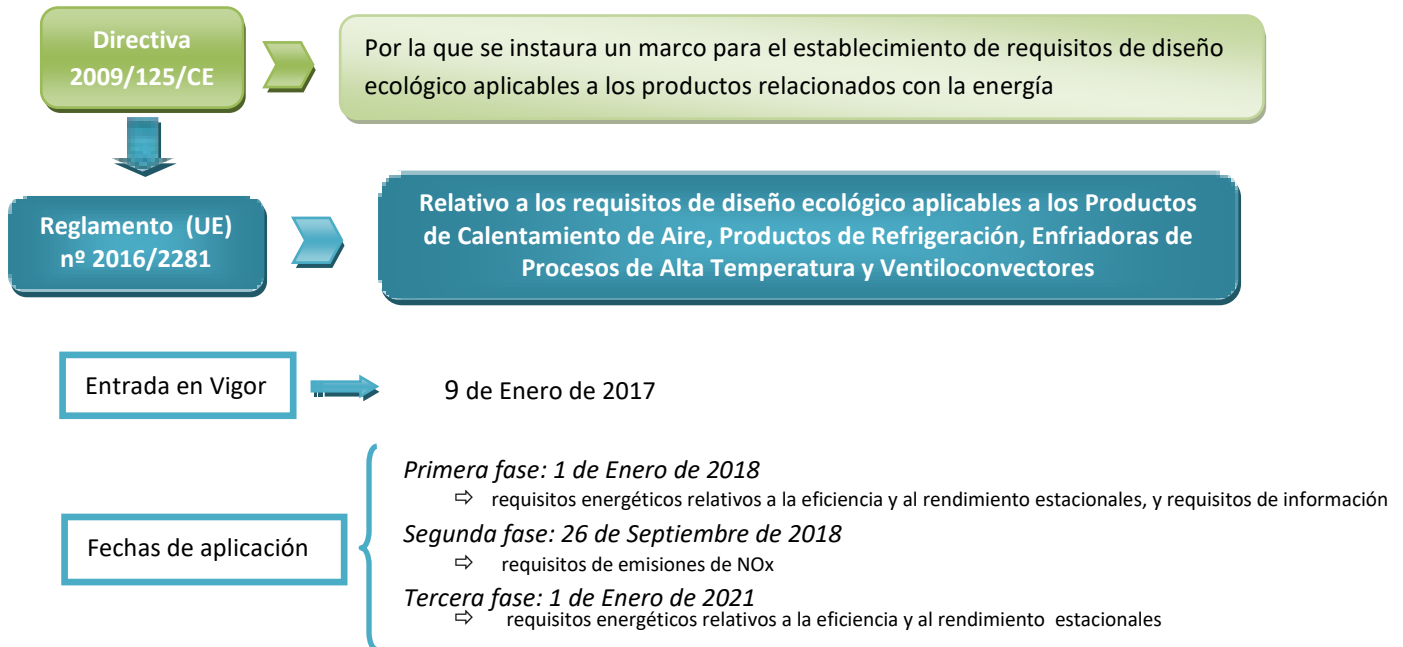 Directiva
2009/125/CE
Por la que se instaura un marco para el establecimiento de requisitos de diseño
ecológico aplicables a los productos relacionados con la energía
Reglamento (UE)
nº 2016/2281
Relativo a los requisitos de diseño ecológico aplicables a los Productos
de Calentamiento de Aire, Productos de Refrigeración, Enfriadoras de
Procesos de Alta Temperatura y Ventiloconvectores
Entrada en Vigor
9 de Enero de 2017
Fechas de aplicación
Primera fase: 1 de Enero de 2018
⇨ requisitos energéticos relativos a la eficiencia y al rendimiento estacionales, y requisitos de información
Segunda fase: 26 de Septiembre de 2018
⇨ requisitos de emisiones de NOx
Tercera fase: 1 de Enero de 2021
⇨ requisitos energéticos relativos a la eficiencia y al rendimiento estacionales